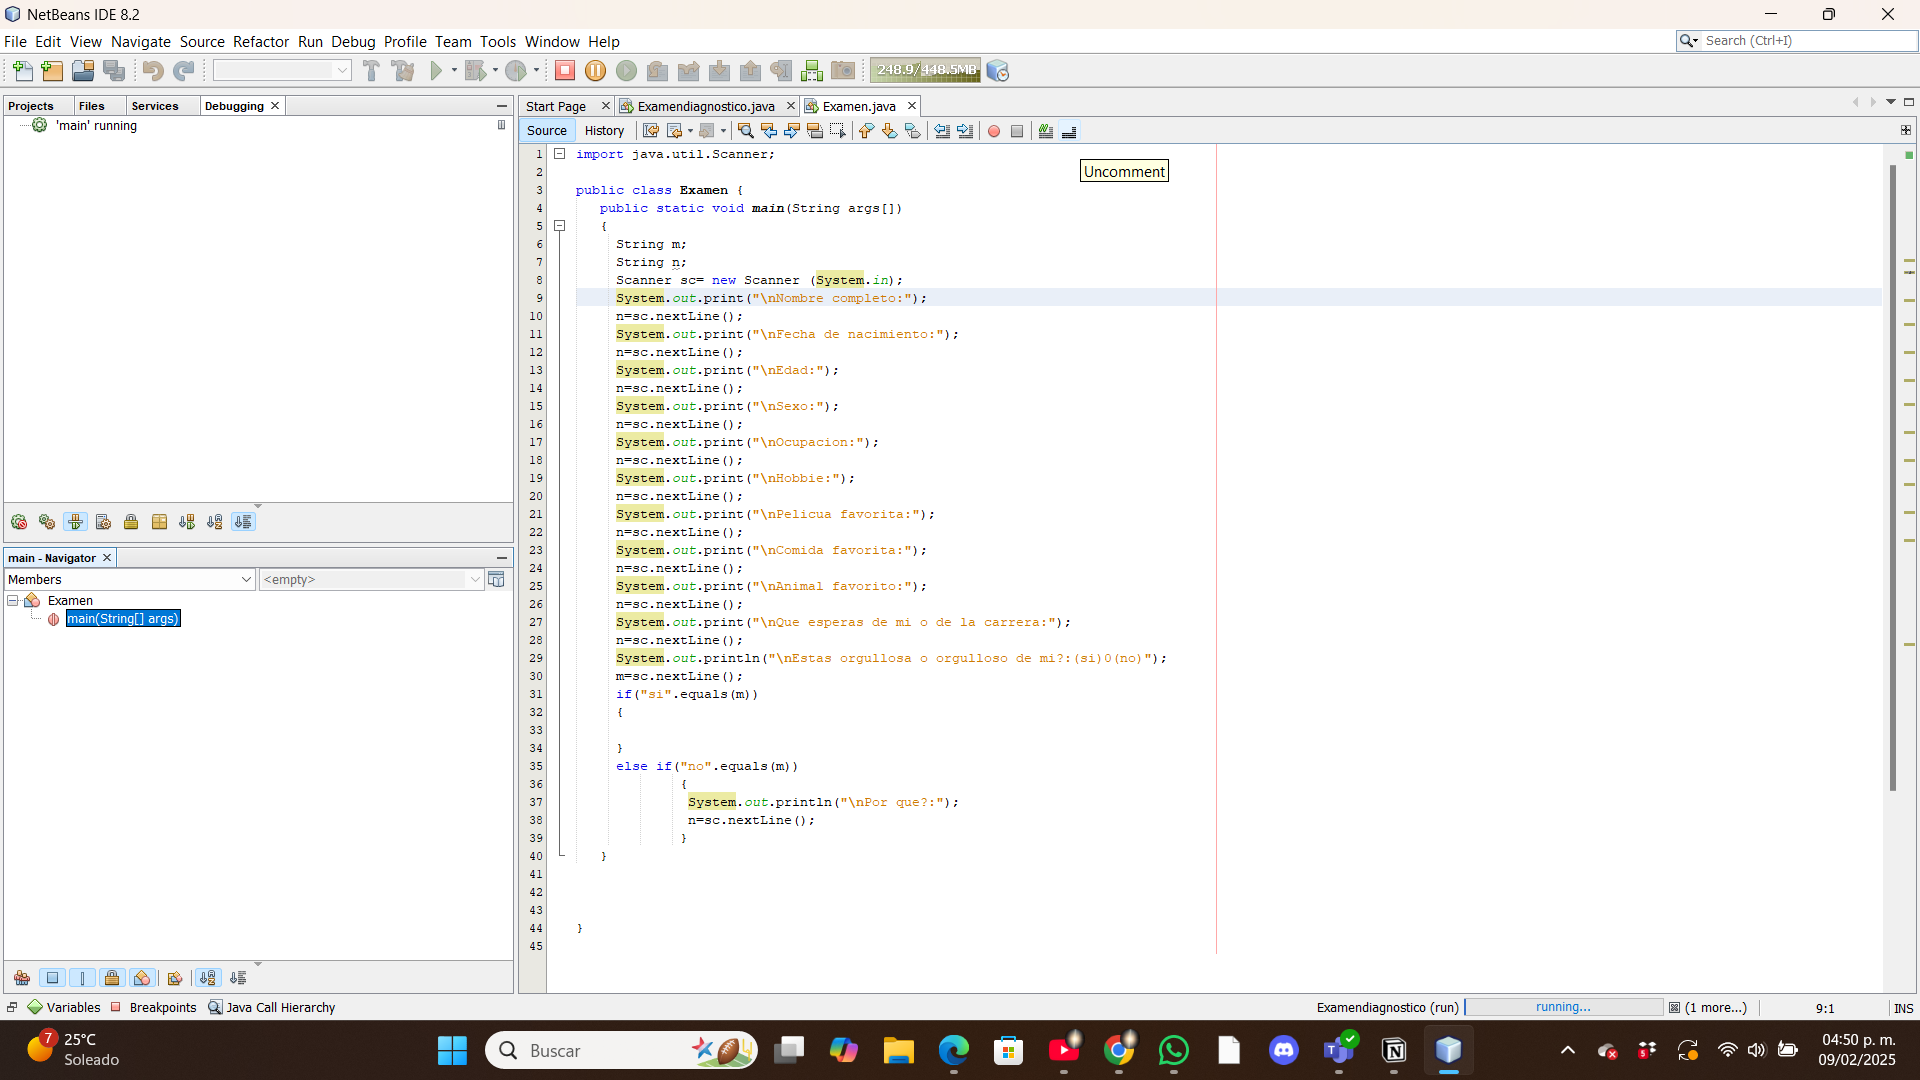 NetBeans IDE 8.2
File Edit View Navigate Source Refactor Run Debug Profile Team Tools Window Help
Search (Ctrl+I)
248.9/448.5MB
Projects Files Services Debugging
'main' running
Start Page Examendiagnostico.java Examen.java
Source History
Uncomment
1 import java.util.Scanner;
2
3 public class Examen {
4 public static void main(String args[])
5 {
6 String m;
7 String n;
8 Scanner sc= new Scanner (System.in);
9 System.out.print("\nNombre completo:");
10 n=sc.nextLine();
11 System.out.print("\nFecha de nacimiento:");
12 n=sc.nextLine();
13 System.out.print("\nEdad:");
14 n=sc.nextLine();
15 System.out.print("\nSexo:");
16 n=sc.nextLine();
17 System.out.print("\nOcupacion:");
18 n=sc.nextLine();
19 System.out.print("\nHobbie:");
20 n=sc.nextLine();
21 System.out.print("\nPelicua favorita:");
22 n=sc.nextLine();
23 System.out.print("\nComida favorita:");
24 n=sc.nextLine();
25 System.out.print("\nAnimal favorito:");
26 n=sc.nextLine();
27 System.out.print("\nQue esperas de mi o de la carrera:");
28 n=sc.nextLine();
29 System.out.println("\nEstas orgullosa o orgulloso de mi?:(si)0(no)");
30 m=sc.nextLine();
31 if("si".equals(m))
32 {
33
34 }
35 else if("no".equals(m))
36 {
37 System.out.println("\nPor que?:");
38 n=sc.nextLine();
39 }
40 }
41
42
43
44 }
45
main - Navigator
Members <empty>
Examen
main(String[] args)
Variables Breakpoints Java Call Hierarchy
Examendiagnostico (run) running... (1 more...) 9:1 INS
7 25°C
Soleado
Buscar
04:50 p. m.
09/02/2025